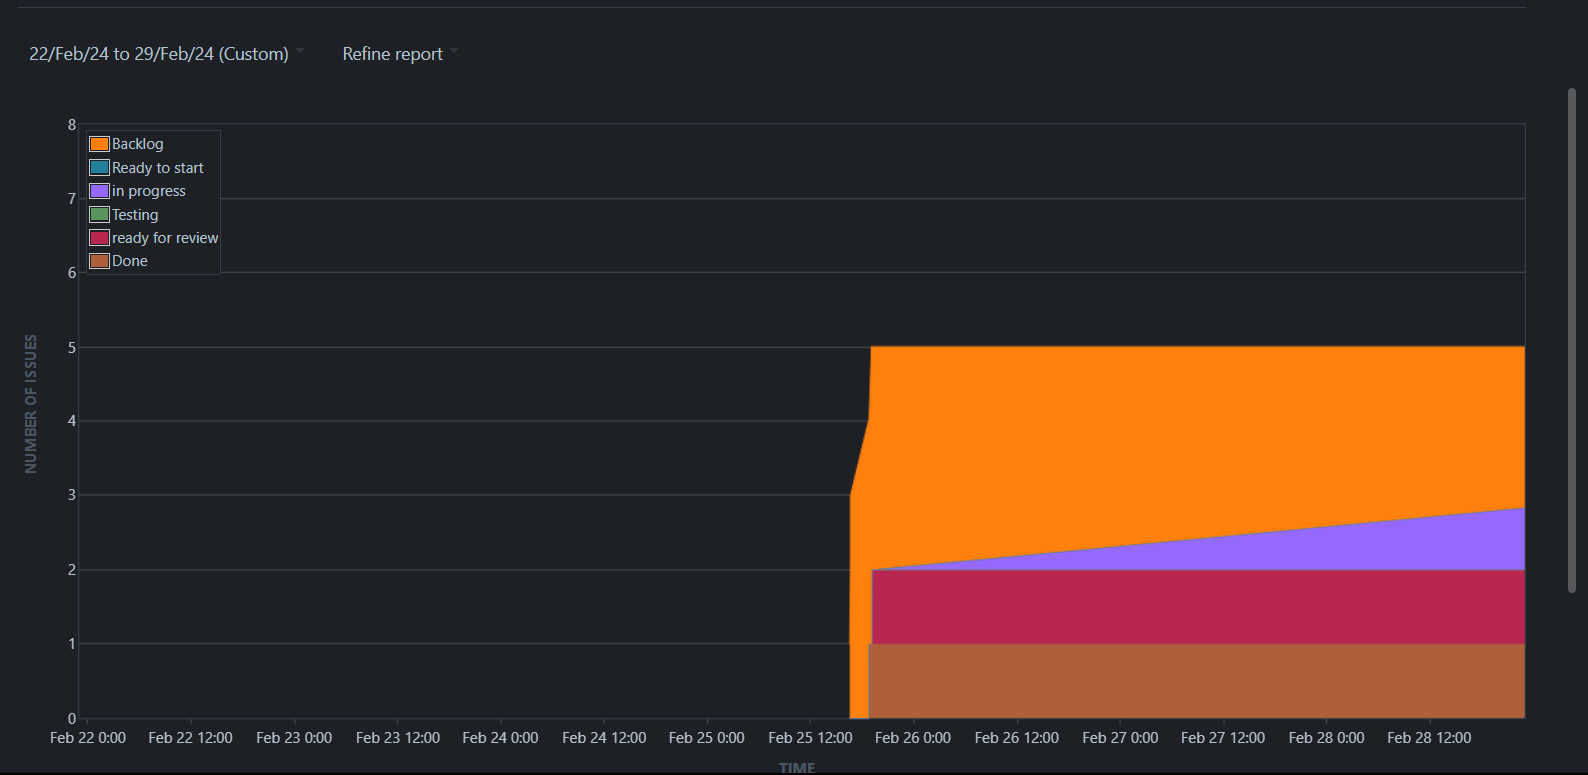 22/Feb/24 to 29/Feb/24 (Custom) Refine report
8
Backlog
Ready to start
7
in progress
Testing
ready for review
Done
6
5
4
3
2
1
0
NUMBER OF ISSUES
Feb 22 0:00 Feb 22 12:00 Feb 23 0:00 Feb 23 12:00 Feb 24 0:00 Feb 24 12:00 Feb 25 0:00 Feb 25 12:00 Feb 26 0:00 Feb 26 12:00 Feb 27 0:00 Feb 27 12:00 Feb 28 0:00 Feb 28 12:00
TIME